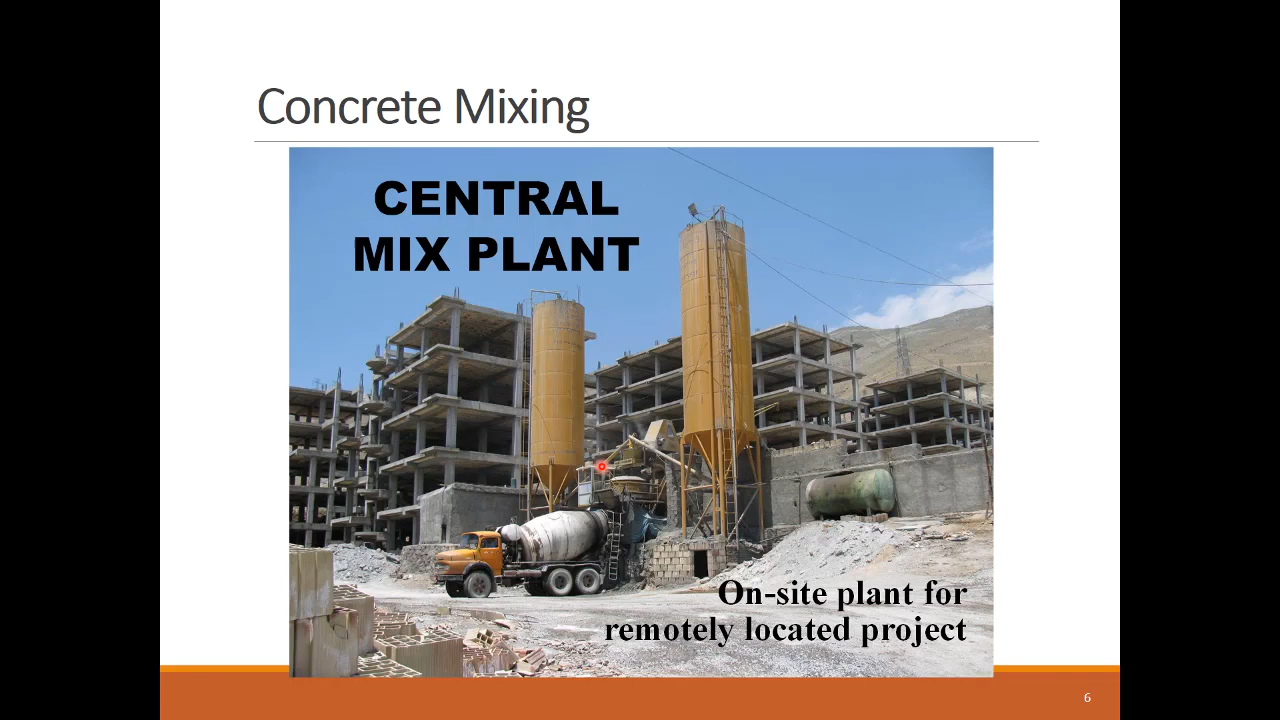 Concrete Mixing
CENTRAL
MIX PLANT
On-site plant for
remotely located project
6